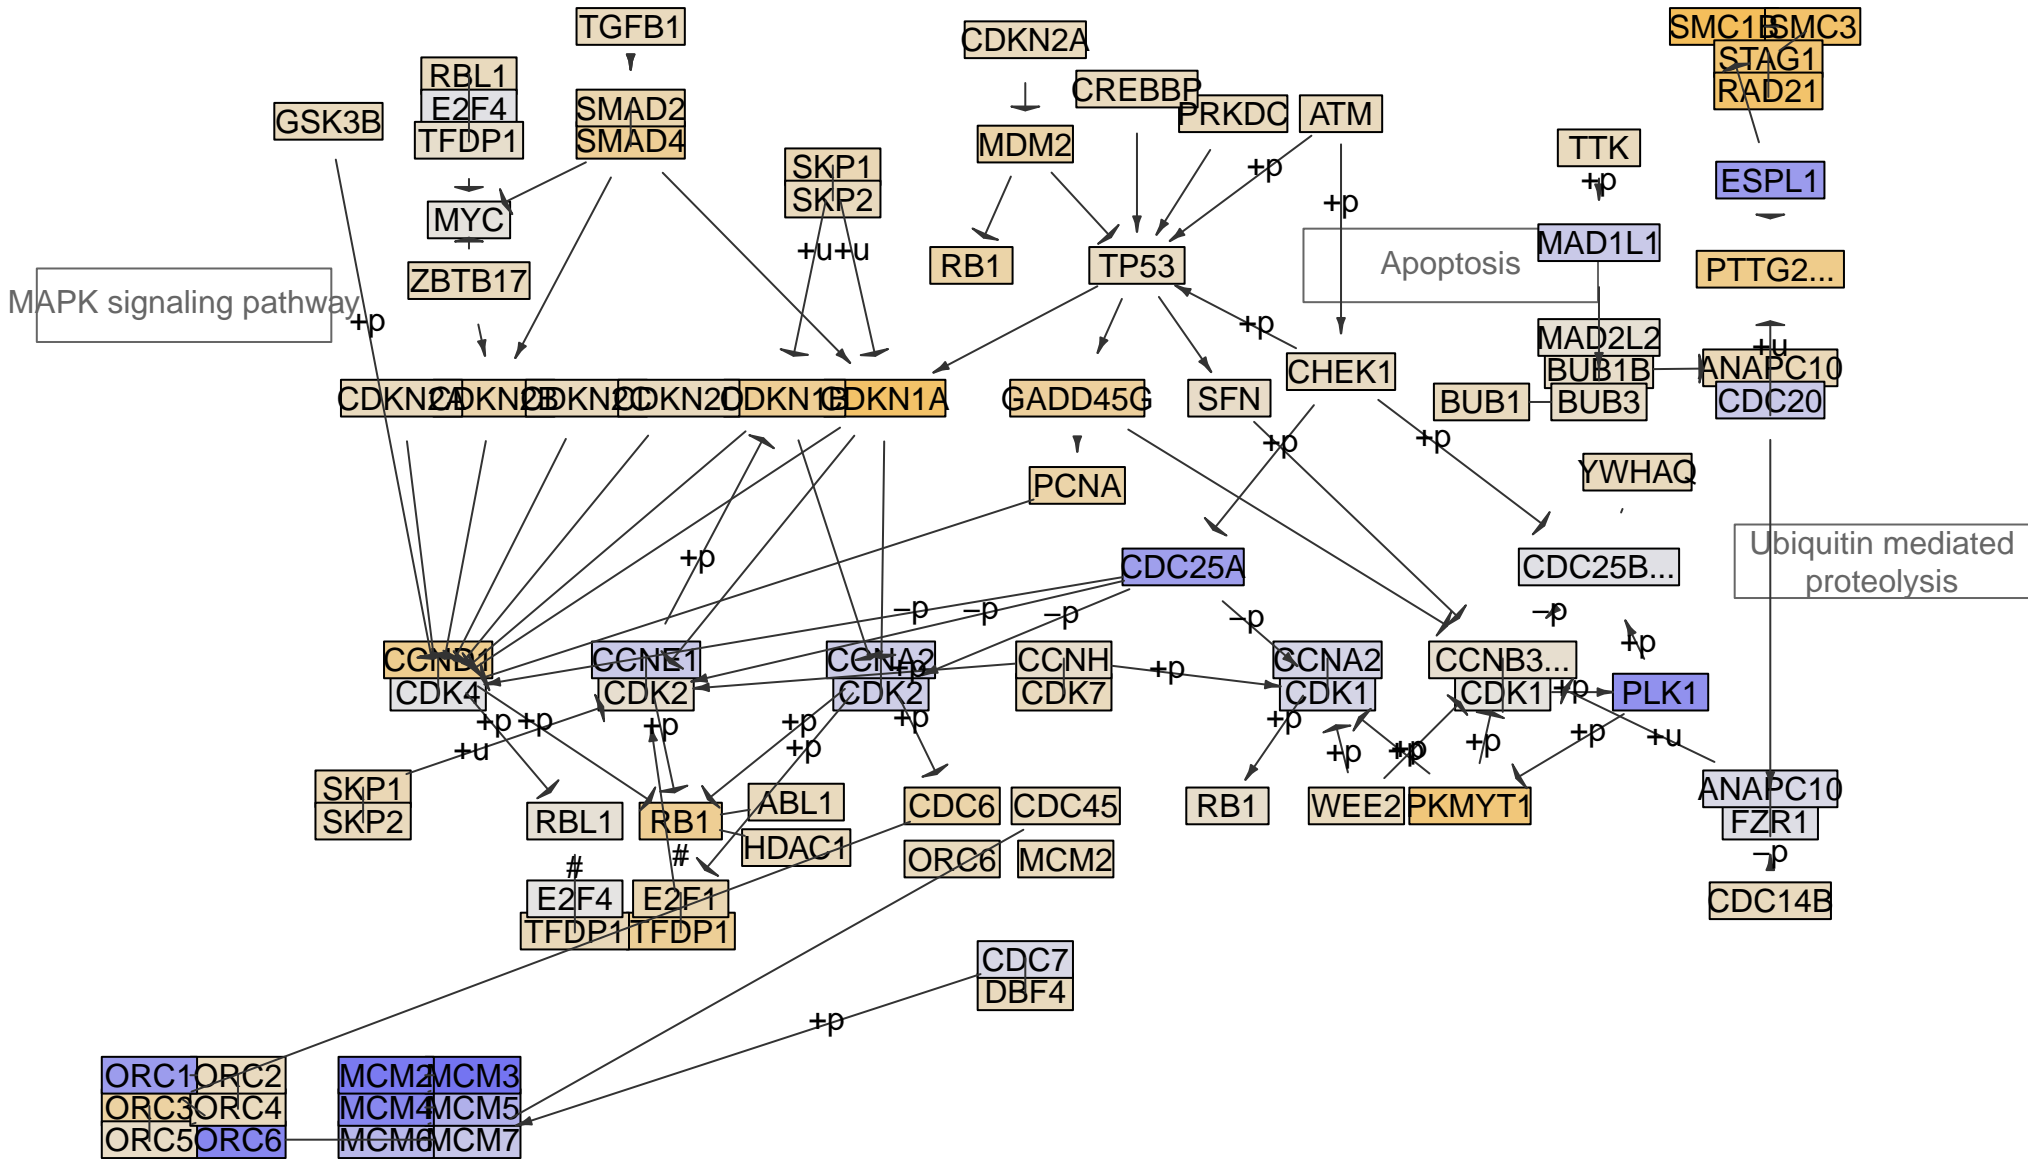 TGFB1
CDKN2A
SMC1B
SMC3
STAG1
RAD21
RBL1
E2F4
TFDP1
GSK3B
SMAD2
SMAD4
CREBBP
PRKDC
ATM
MDM2
TTK
+p
SKP1
SKP2
+p
+p
ESPL1
MYC
+u
+u
MAD1L1
RB1
TP53
Apoptosis
PTTG2...
ZBTB17
MAPK signaling pathway
+p
+p
MAD2L2
BUB1B
BUB3
+u
ANAPC10
CDC20
CHEK1
BUB1
CDKN2A
CDKN2B
CDKN2C
CDKN2D
CDKN1B
CDKN1A
GADD45G
SFN
+p
+p
YWHAQ
PCNA
+p
CDC25A
CDC25B...
Ubiquitin mediated
proteolysis
–p
–p
–p
–p
–p
+p
CCND1
CDK4
CCNE1
CDK2
CCNA2
CDK2
+p
CCNH
CDK7
+p
CCNA2
CDK1
CCNB3...
CDK1
+p
PLK1
+p
+p
+u
+p
+p
+p
+p
+p
+p
+p
+p
+p
+p
+u
SKP1
SKP2
RBL1
RB1
ABL1
HDAC1
CDC6
CDC45
ORC6
MCM2
RB1
WEE2
PKMYT1
ANAPC10
FZR1
–p
CDC14B
#
#
E2F4
TFDP1
E2F1
TFDP1
CDC7
DBF4
+p
ORC1
ORC2
ORC3
ORC4
ORC5
ORC6
MCM2
MCM3
MCM4
MCM5
MCM6
MCM7